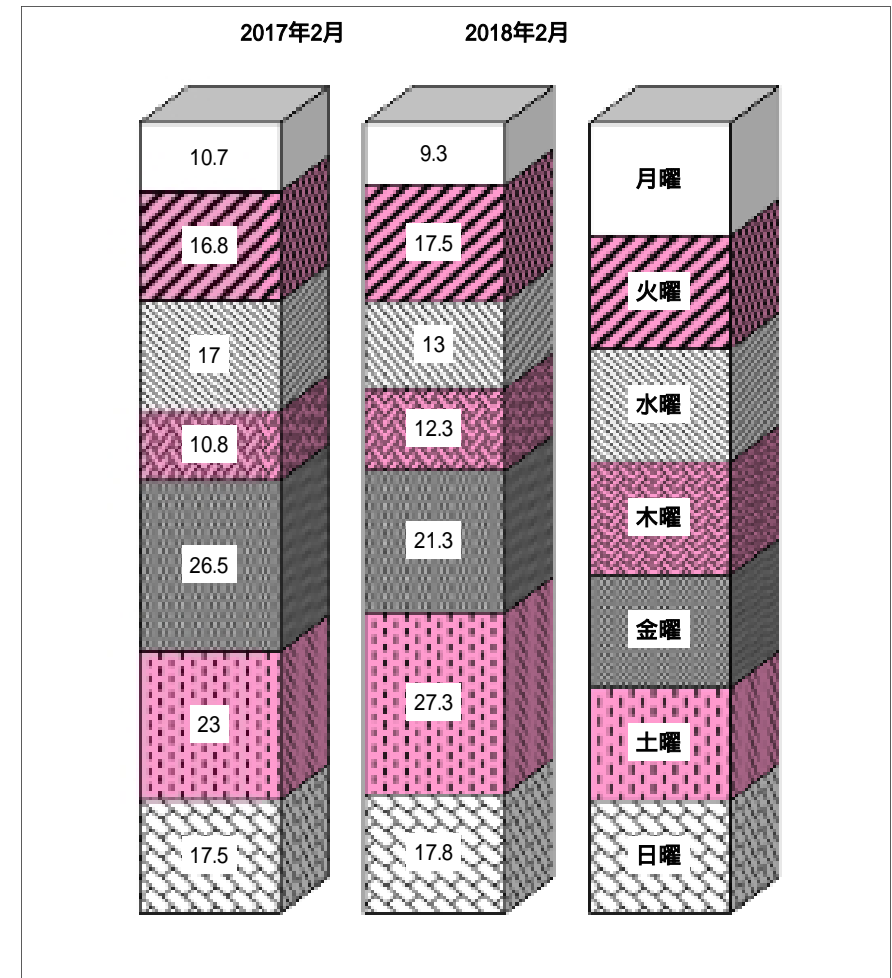 2017年2月 2018年2月
10.7 9.3 月曜
16.8 17.5 火曜
17 13 水曜
10.8 12.3 木曜
26.5 21.3 金曜
23 27.3 土曜
17.5 17.8 日曜